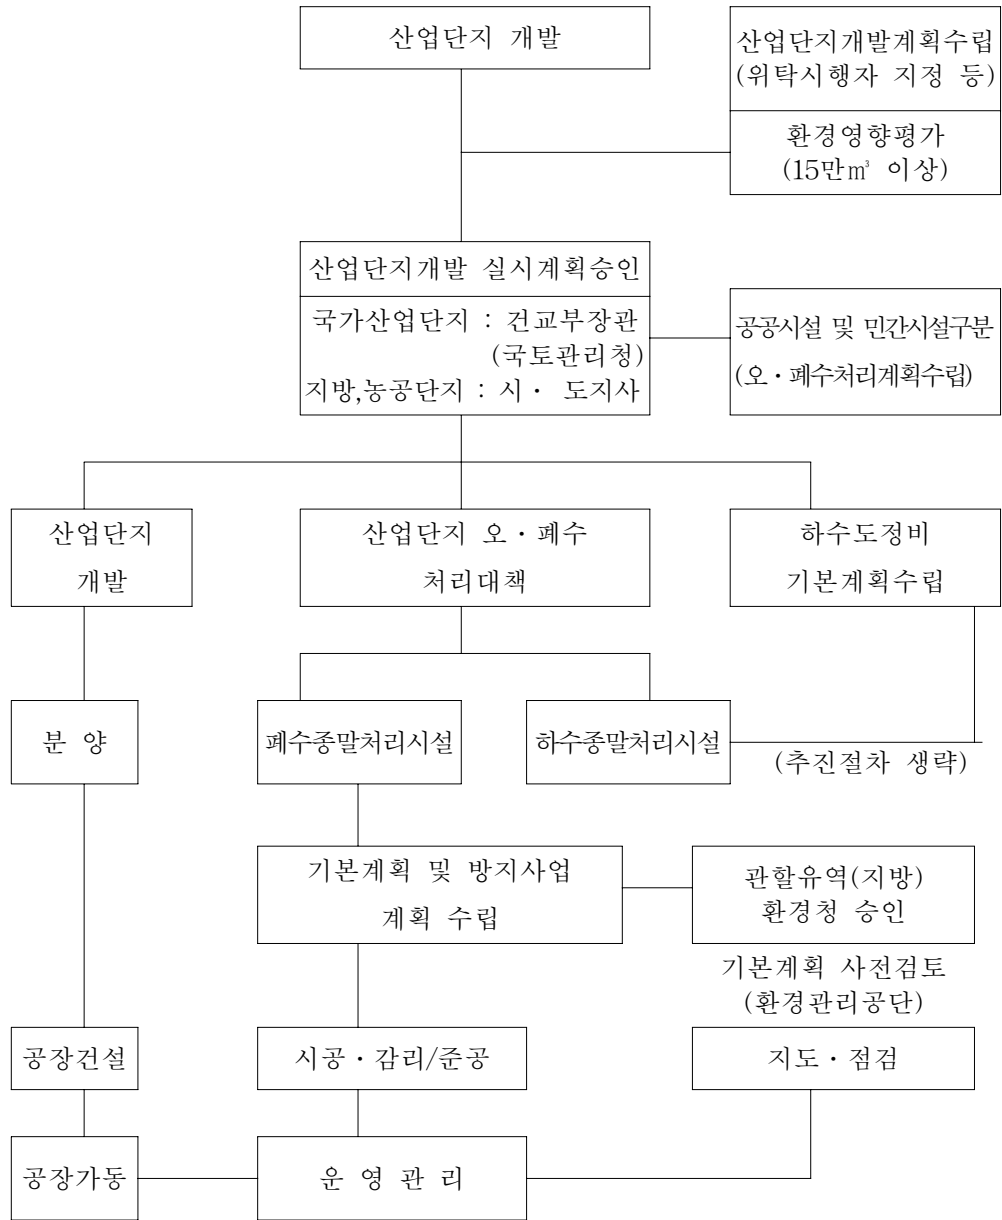 산업단지 개발
산업단지개발계획수립
(위탁시행자 지정 등)
환경영향평가
(15만㎥ 이상)
산업단지개발 실시계획승인
국가산업단지 : 건교부장관
(국토관리청)
지방,농공단지 : 시· 도지사
공공시설 및 민간시설구분
(오·폐수처리계획수립)
산업단지
개발
산업단지 오·폐수
처리대책
하수도정비
기본계획수립
분 양
폐수종말처리시설
하수종말처리시설
(추진절차 생략)
기본계획 및 방지사업
계획 수립
관할유역(지방)
환경청 승인
기본계획 사전검토
(환경관리공단)
공장건설
시공·감리/준공
지도·점검
공장가동
운 영 관 리